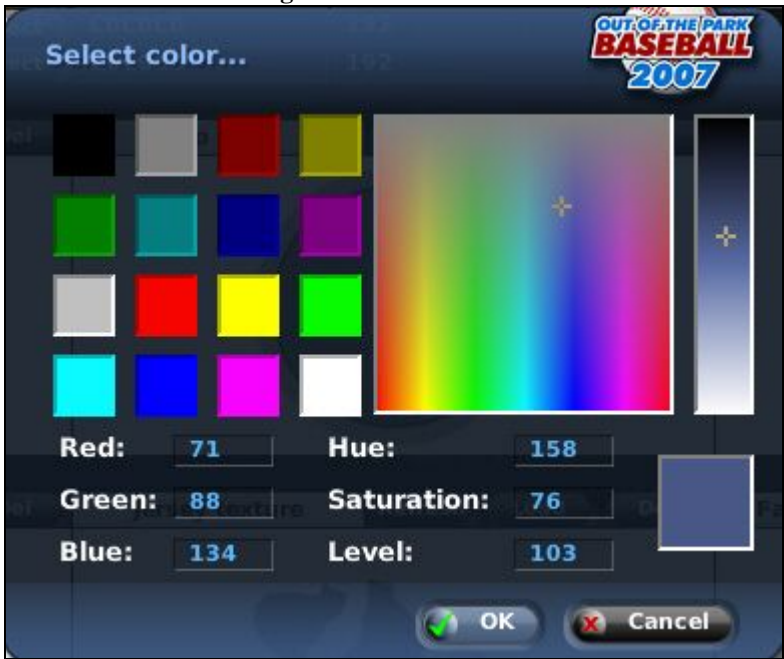 Select color...
OUT OF THE PARK
BASEBALL
2007
192
Red: 71 Hue: 158
Green: 88 Saturation: 76
Blue: 134 Level: 103
OK Cancel